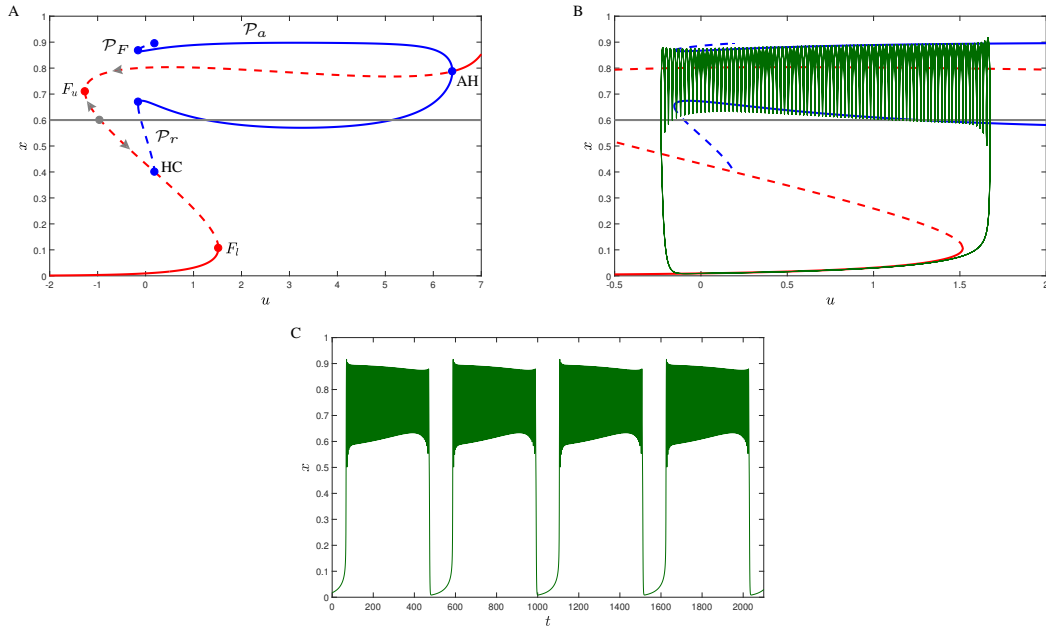 A
1
0.9
0.8
0.7
0.6
0.5
0.4
0.3
0.2
0.1
0
x
-2 -1 0 1 2 3 4 5 6 7
u
𝒫_F
𝒫_a
F_u
AH
𝒫_r
HC
F_l
B
1
0.9
0.8
0.7
0.6
0.5
0.4
0.3
0.2
0.1
0
x
-0.5 0 0.5 1 1.5 2
u
C
1
0.9
0.8
0.7
0.6
0.5
0.4
0.3
0.2
0.1
0
x
0 200 400 600 800 1000 1200 1400 1600 1800 2000
t